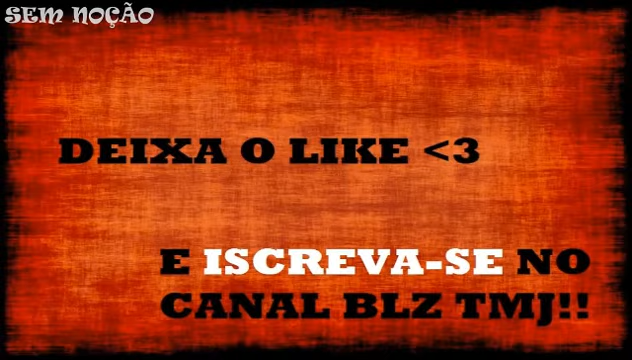 SEM NOÇÃO
DEIXA O LIKE <3
E ISCREVA-SE NO
CANAL BLZ TMJ!!